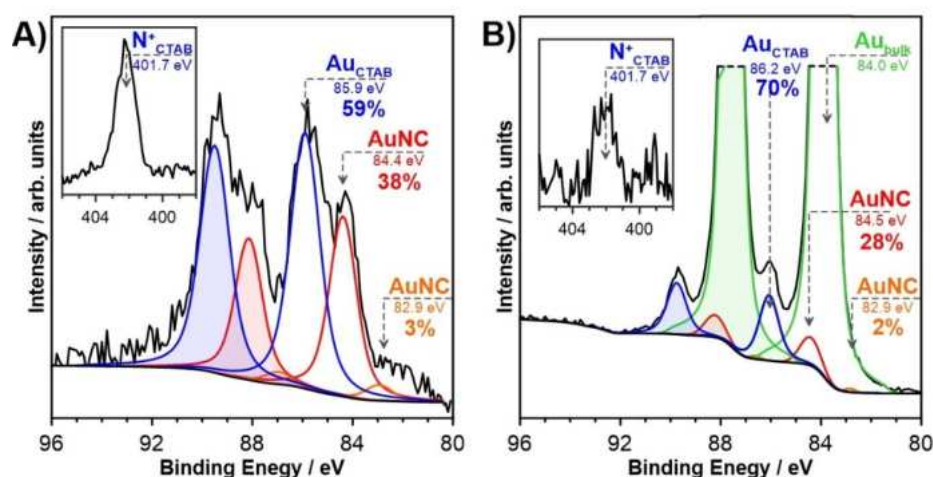 A)
N⁺CTAB
401.7 eV
404 400
AuCTAB
85.9 eV
59%
AuNC
84.4 eV
38%
AuNC
82.9 eV
3%
Intensity / arb. units
96 92 88 84 80
Binding Enegy / eV
B)
N⁺CTAB
401.7 eV
404 400
AuCTAB
86.2 eV
70%
Aubulk
84.0 eV
AuNC
84.5 eV
28%
AuNC
82.9 eV
2%
Intensity / arb. units
96 92 88 84 80
Binding Enegy / eV